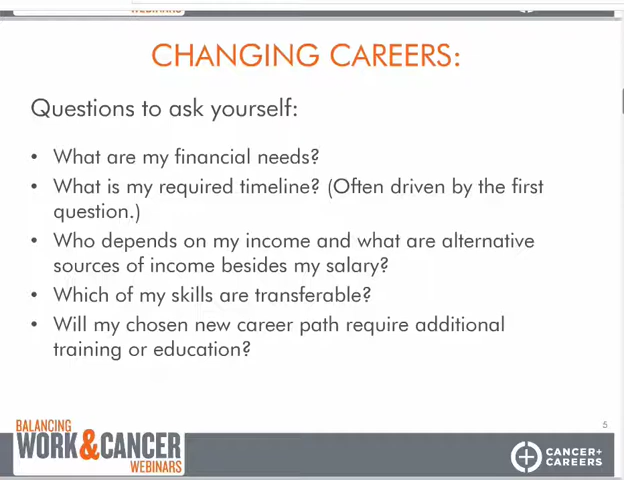 WEBINARS
CHANGING CAREERS:
Questions to ask yourself:
• What are my financial needs?
• What is my required timeline? (Often driven by the first
question.)
• Who depends on my income and what are alternative
sources of income besides my salary?
• Which of my skills are transferable?
• Will my chosen new career path require additional
training or education?
5
BALANCING
WORK&CANCER
WEBINARS
CANCER+
CAREERS